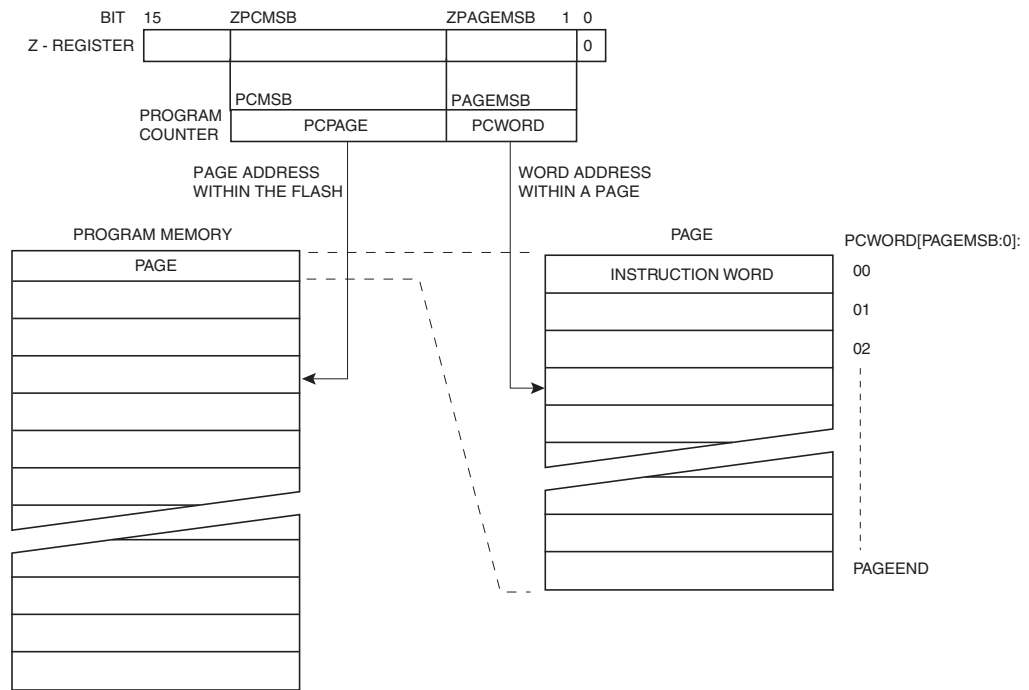 BIT 15 ZPCMSB ZPAGEMSB 1 0
Z - REGISTER 0
PCMSB PAGEMSB
PROGRAM
COUNTER
PCPAGE PCWORD
PAGE ADDRESS
WITHIN THE FLASH
WORD ADDRESS
WITHIN A PAGE
PROGRAM MEMORY
PAGE
PAGE
INSTRUCTION WORD
PCWORD[PAGEMSB:0]:
00
01
02
PAGEEND